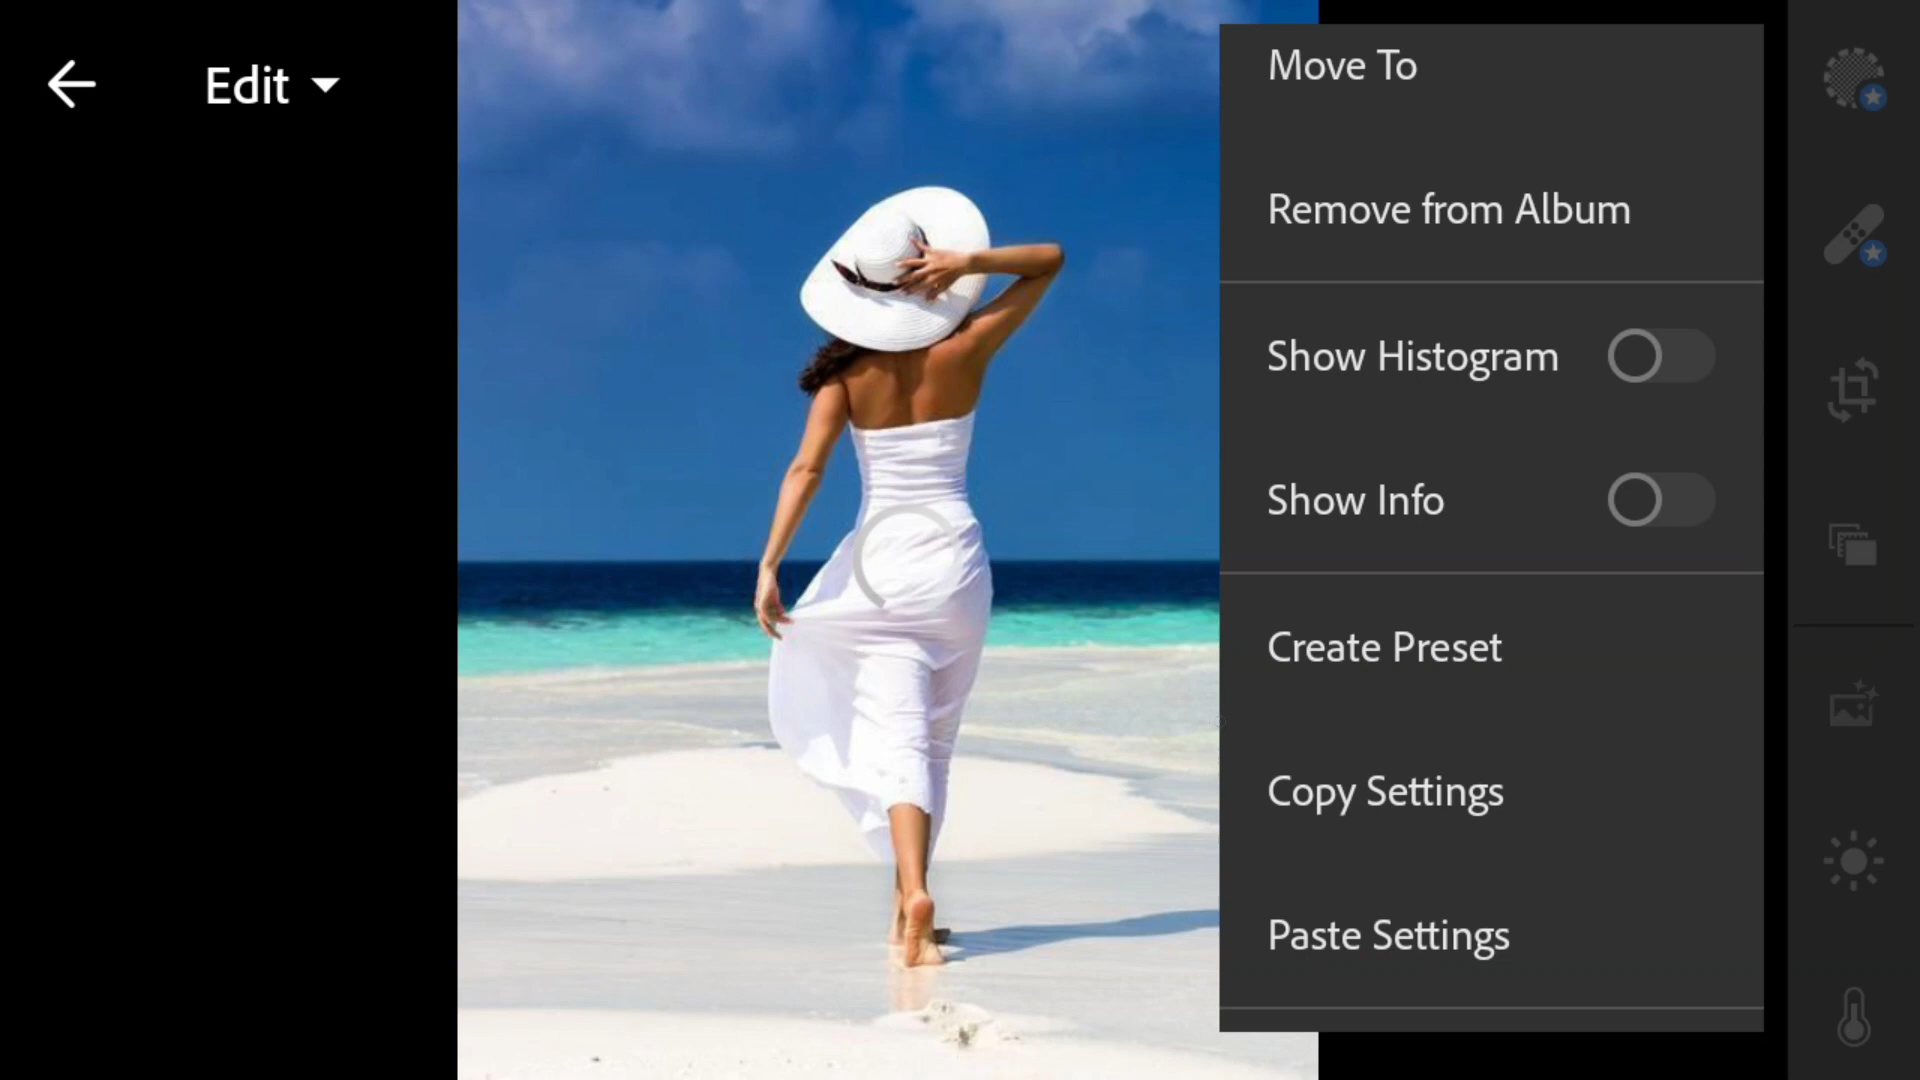 Edit
Move To
Remove from Album
Show Histogram
Show Info
Create Preset
Copy Settings
Paste Settings